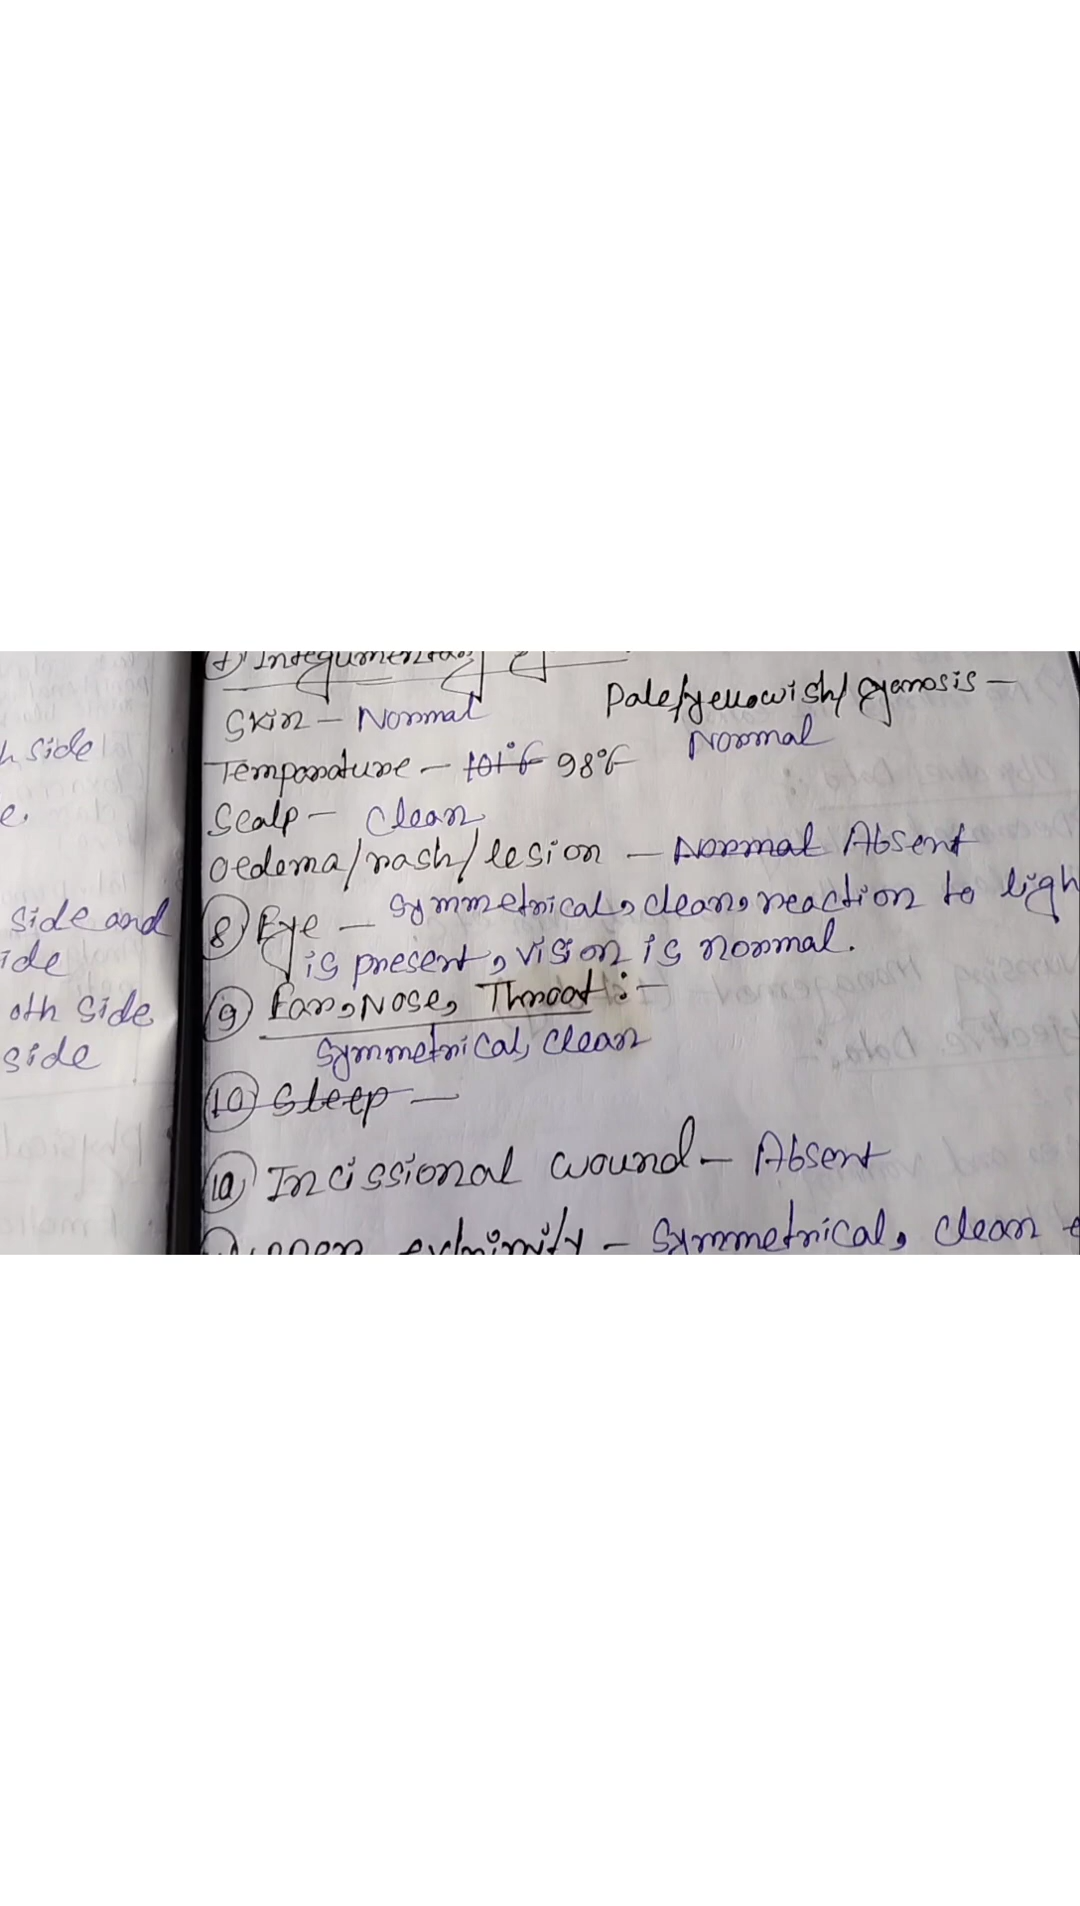 h side
e.
side and
ide
oth side
side
Integumentary
Skin - Normal
Pale/yellowish/cyanosis -
Normal
Temparature - 101°F 98°F
Scalp - Clean
Oedema/rash/lesion - Normal Absent
⑧ Eye - Symmetrical, clean, reaction to ligh
is present, vision is normal.
⑨ Ear, Nose, Throat :-
Symmetrical, clean
⑩ Sleep -
⑩ Incissional wound - Absent
extrimity - Symmetrical, clean